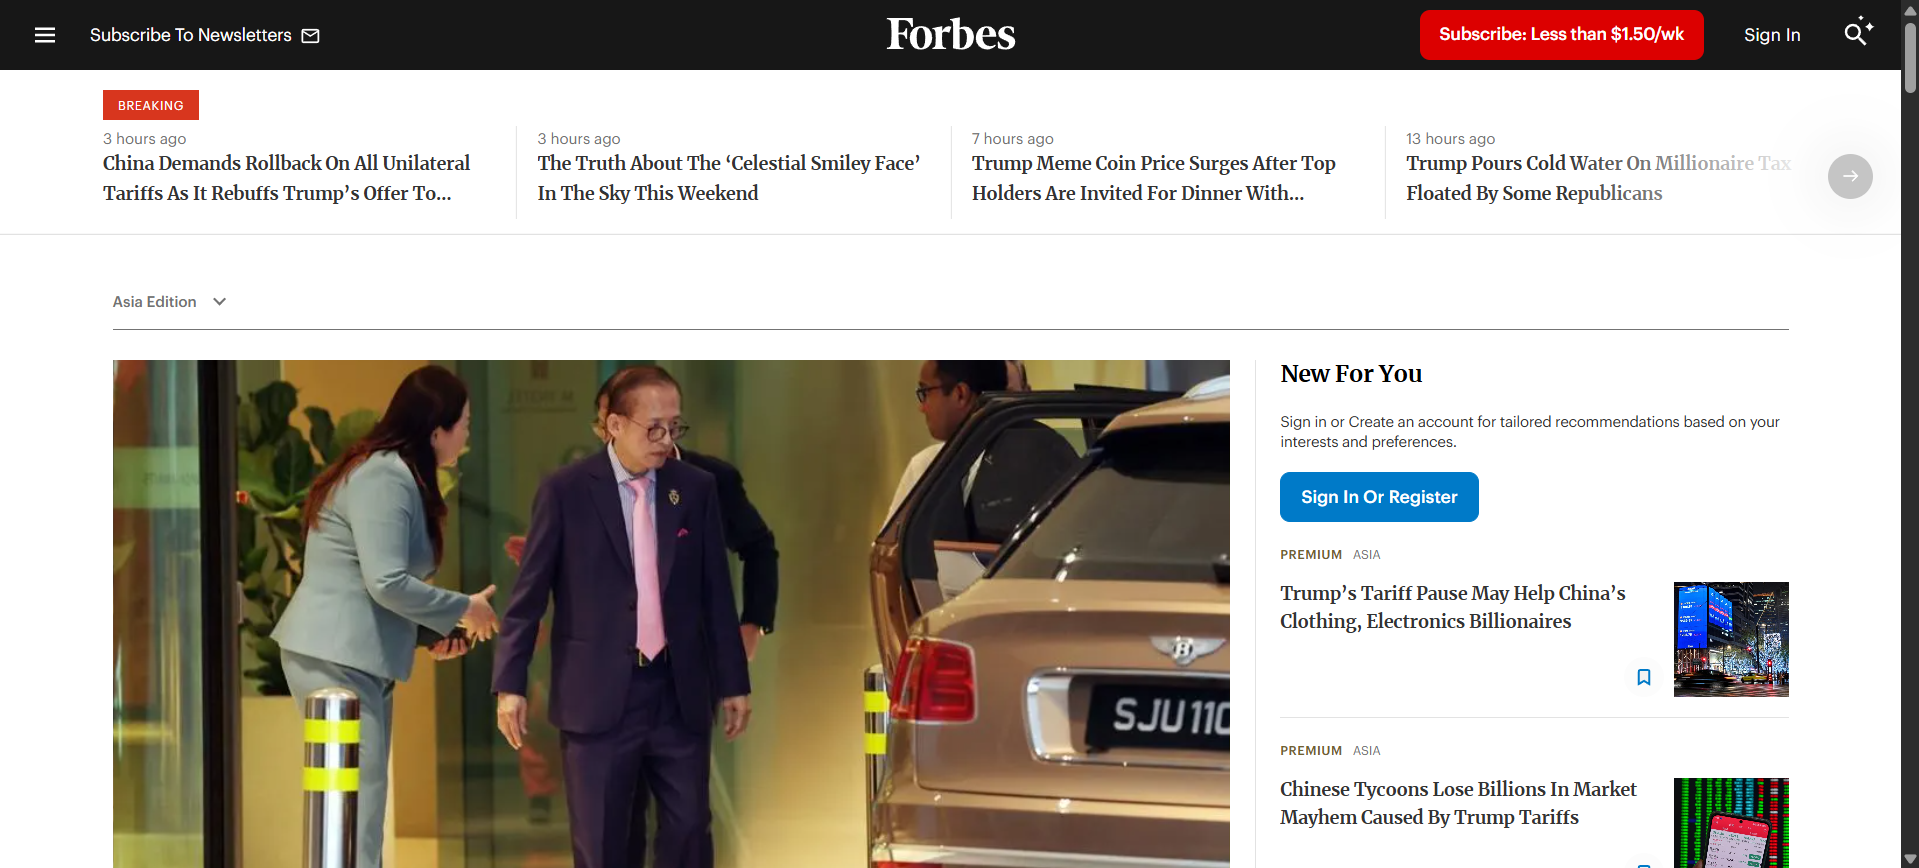 Subscribe To Newsletters
Forbes
Subscribe: Less than $1.50/wk
Sign In
BREAKING
3 hours ago
China Demands Rollback On All Unilateral
Tariffs As It Rebuffs Trump’s Offer To...
3 hours ago
The Truth About The ‘Celestial Smiley Face’
In The Sky This Weekend
7 hours ago
Trump Meme Coin Price Surges After Top
Holders Are Invited For Dinner With...
13 hours ago
Trump Pours Cold Water On Millionaire Tax
Floated By Some Republicans
Asia Edition
SJU110
New For You
Sign in or Create an account for tailored recommendations based on your
interests and preferences.
Sign In Or Register
PREMIUM ASIA
Trump’s Tariff Pause May Help China’s
Clothing, Electronics Billionaires
PREMIUM ASIA
Chinese Tycoons Lose Billions In Market
Mayhem Caused By Trump Tariffs